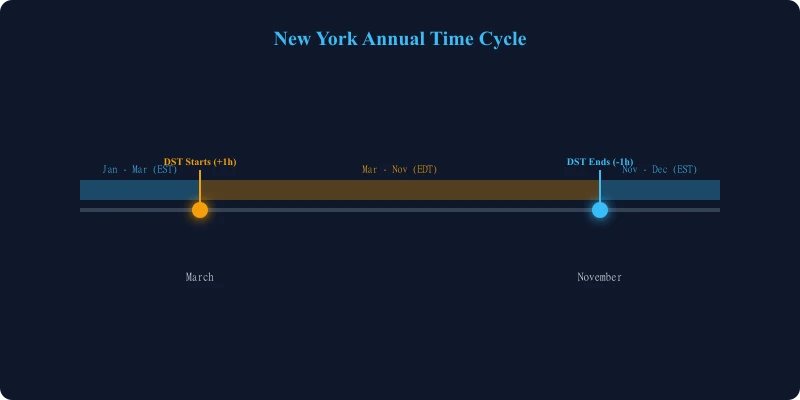 New York Annual Time Cycle
DST Starts (+1h)
DST Ends (-1h)
Jan - Mar (EST)
Mar - Nov (EDT)
Nov - Dec (EST)
March
November